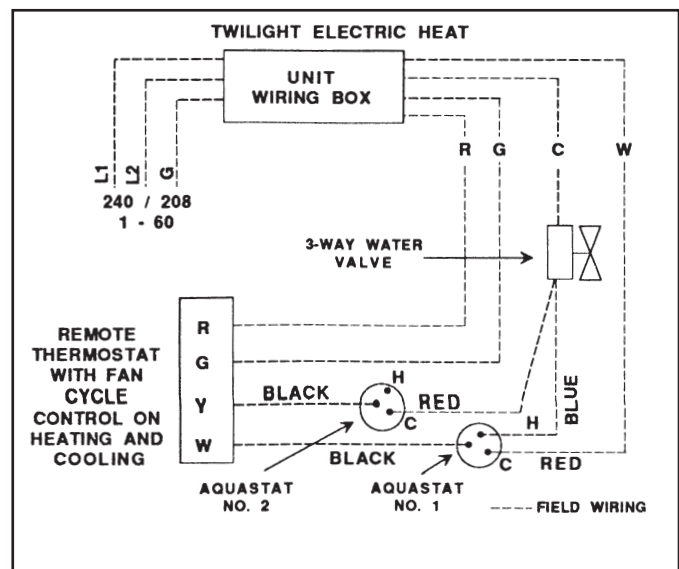 TWILIGHT ELECTRIC HEAT
UNIT
WIRING BOX
R G C W
L1 L2 G
240 / 208
1 - 60
3-WAY WATER
VALVE
REMOTE
THERMOSTAT
WITH FAN
CYCLE
CONTROL ON
HEATING AND
COOLING
R
G
Y
W
BLACK
H
RED
C
BLUE
H
BLACK
C
RED
AQUASTAT
NO. 2
AQUASTAT
NO. 1
FIELD WIRING